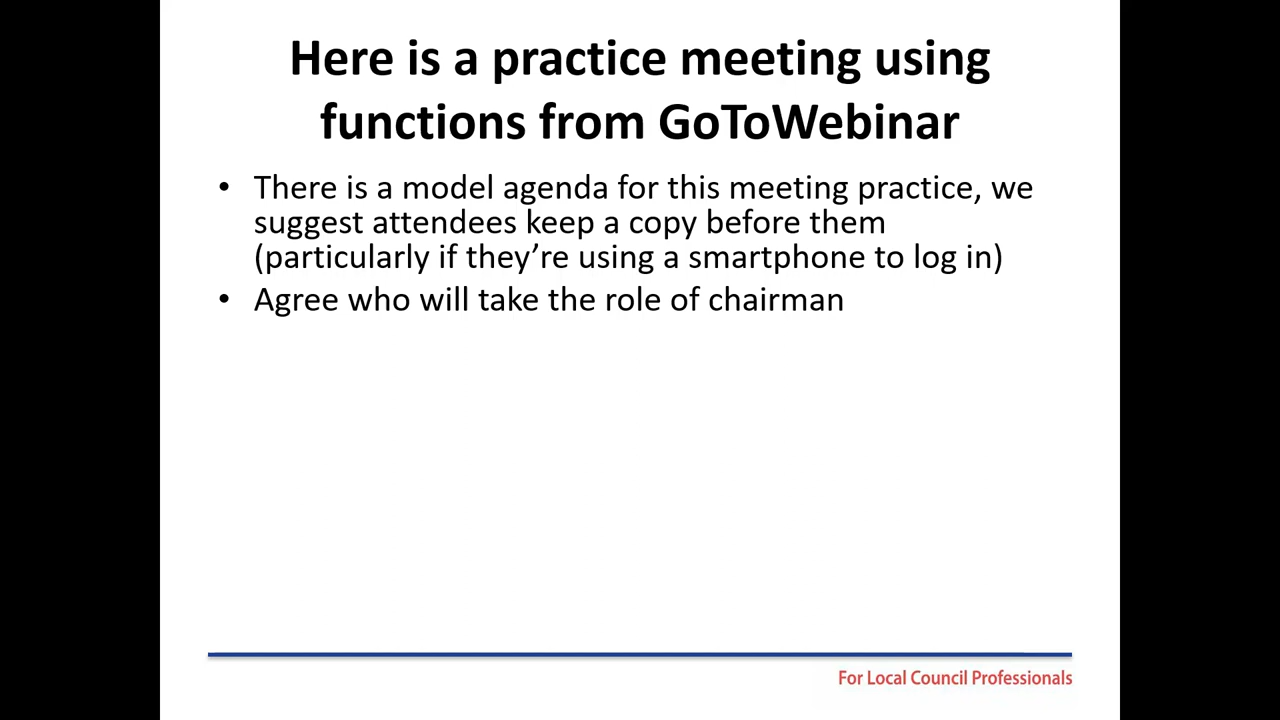 Here is a practice meeting using
functions from GoToWebinar
• There is a model agenda for this meeting practice, we
suggest attendees keep a copy before them
(particularly if they’re using a smartphone to log in)
• Agree who will take the role of chairman
For Local Council Professionals